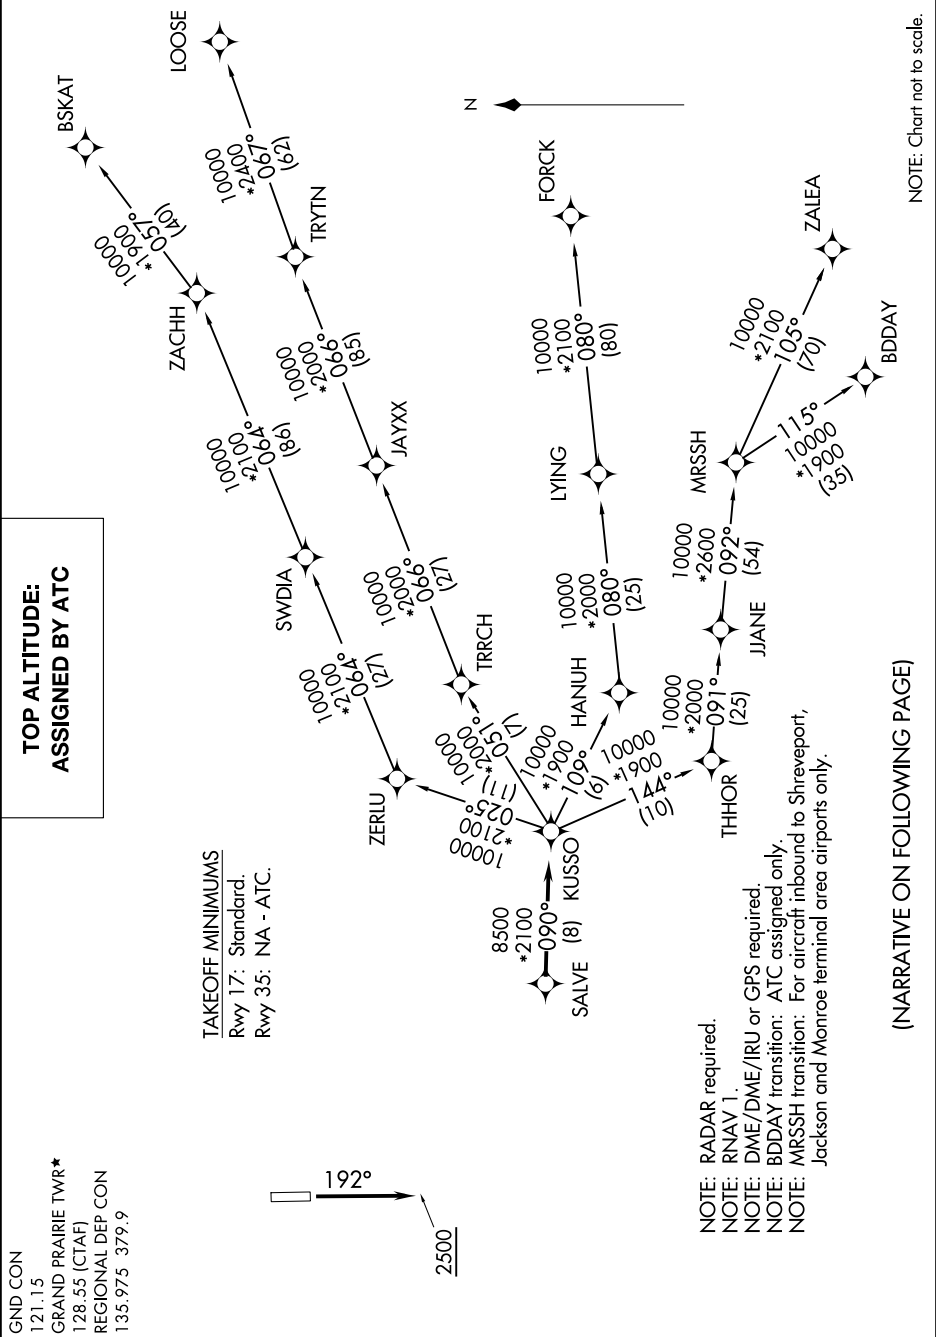 GND CON
121.15
GRAND PRAIRIE TWR★
128.55 (CTAF)
REGIONAL DEP CON
135.975 379.9
TOP ALTITUDE:
ASSIGNED BY ATC
TAKEOFF MINIMUMS
Rwy 17: Standard.
Rwy 35: NA - ATC.
192°
2500
BSKAT
10000
*1900
057°
(40)
ZACHH
10000
*2100
064°
(86)
SWDIA
10000
*2100
064°
(27)
ZERLU
10000
*2100
025°
(11)
LOOSE
10000
*2400
067°
(62)
TRYTN
10000
*2000
066°
(85)
JAYXX
10000
*2000
066°
(27)
TRRCH
10000
*2000
051°
(7)
N
FORCK
10000
*2100
080°
(80)
LYING
10000
*2000
080°
(25)
HANUH
10000
*1900
109°
(6)
10000
*1900
144°
(10)
SALVE
8500
*2100
090°
(8)
KUSSO
THHOR
10000
*2000
091°
(25)
JJANE
10000
*2600
092°
(54)
MRSSH
10000
*2100
105°
(70)
ZALEA
115°
10000
*1900
(35)
BDDAY
NOTE: RADAR required.
NOTE: RNAV 1.
NOTE: DME/DME/IRU or GPS required.
NOTE: BDDAY transition: ATC assigned only.
NOTE: MRSSH transition: For aircraft inbound to Shreveport,
Jackson and Monroe terminal area airports only.
(NARRATIVE ON FOLLOWING PAGE)
NOTE: Chart not to scale.